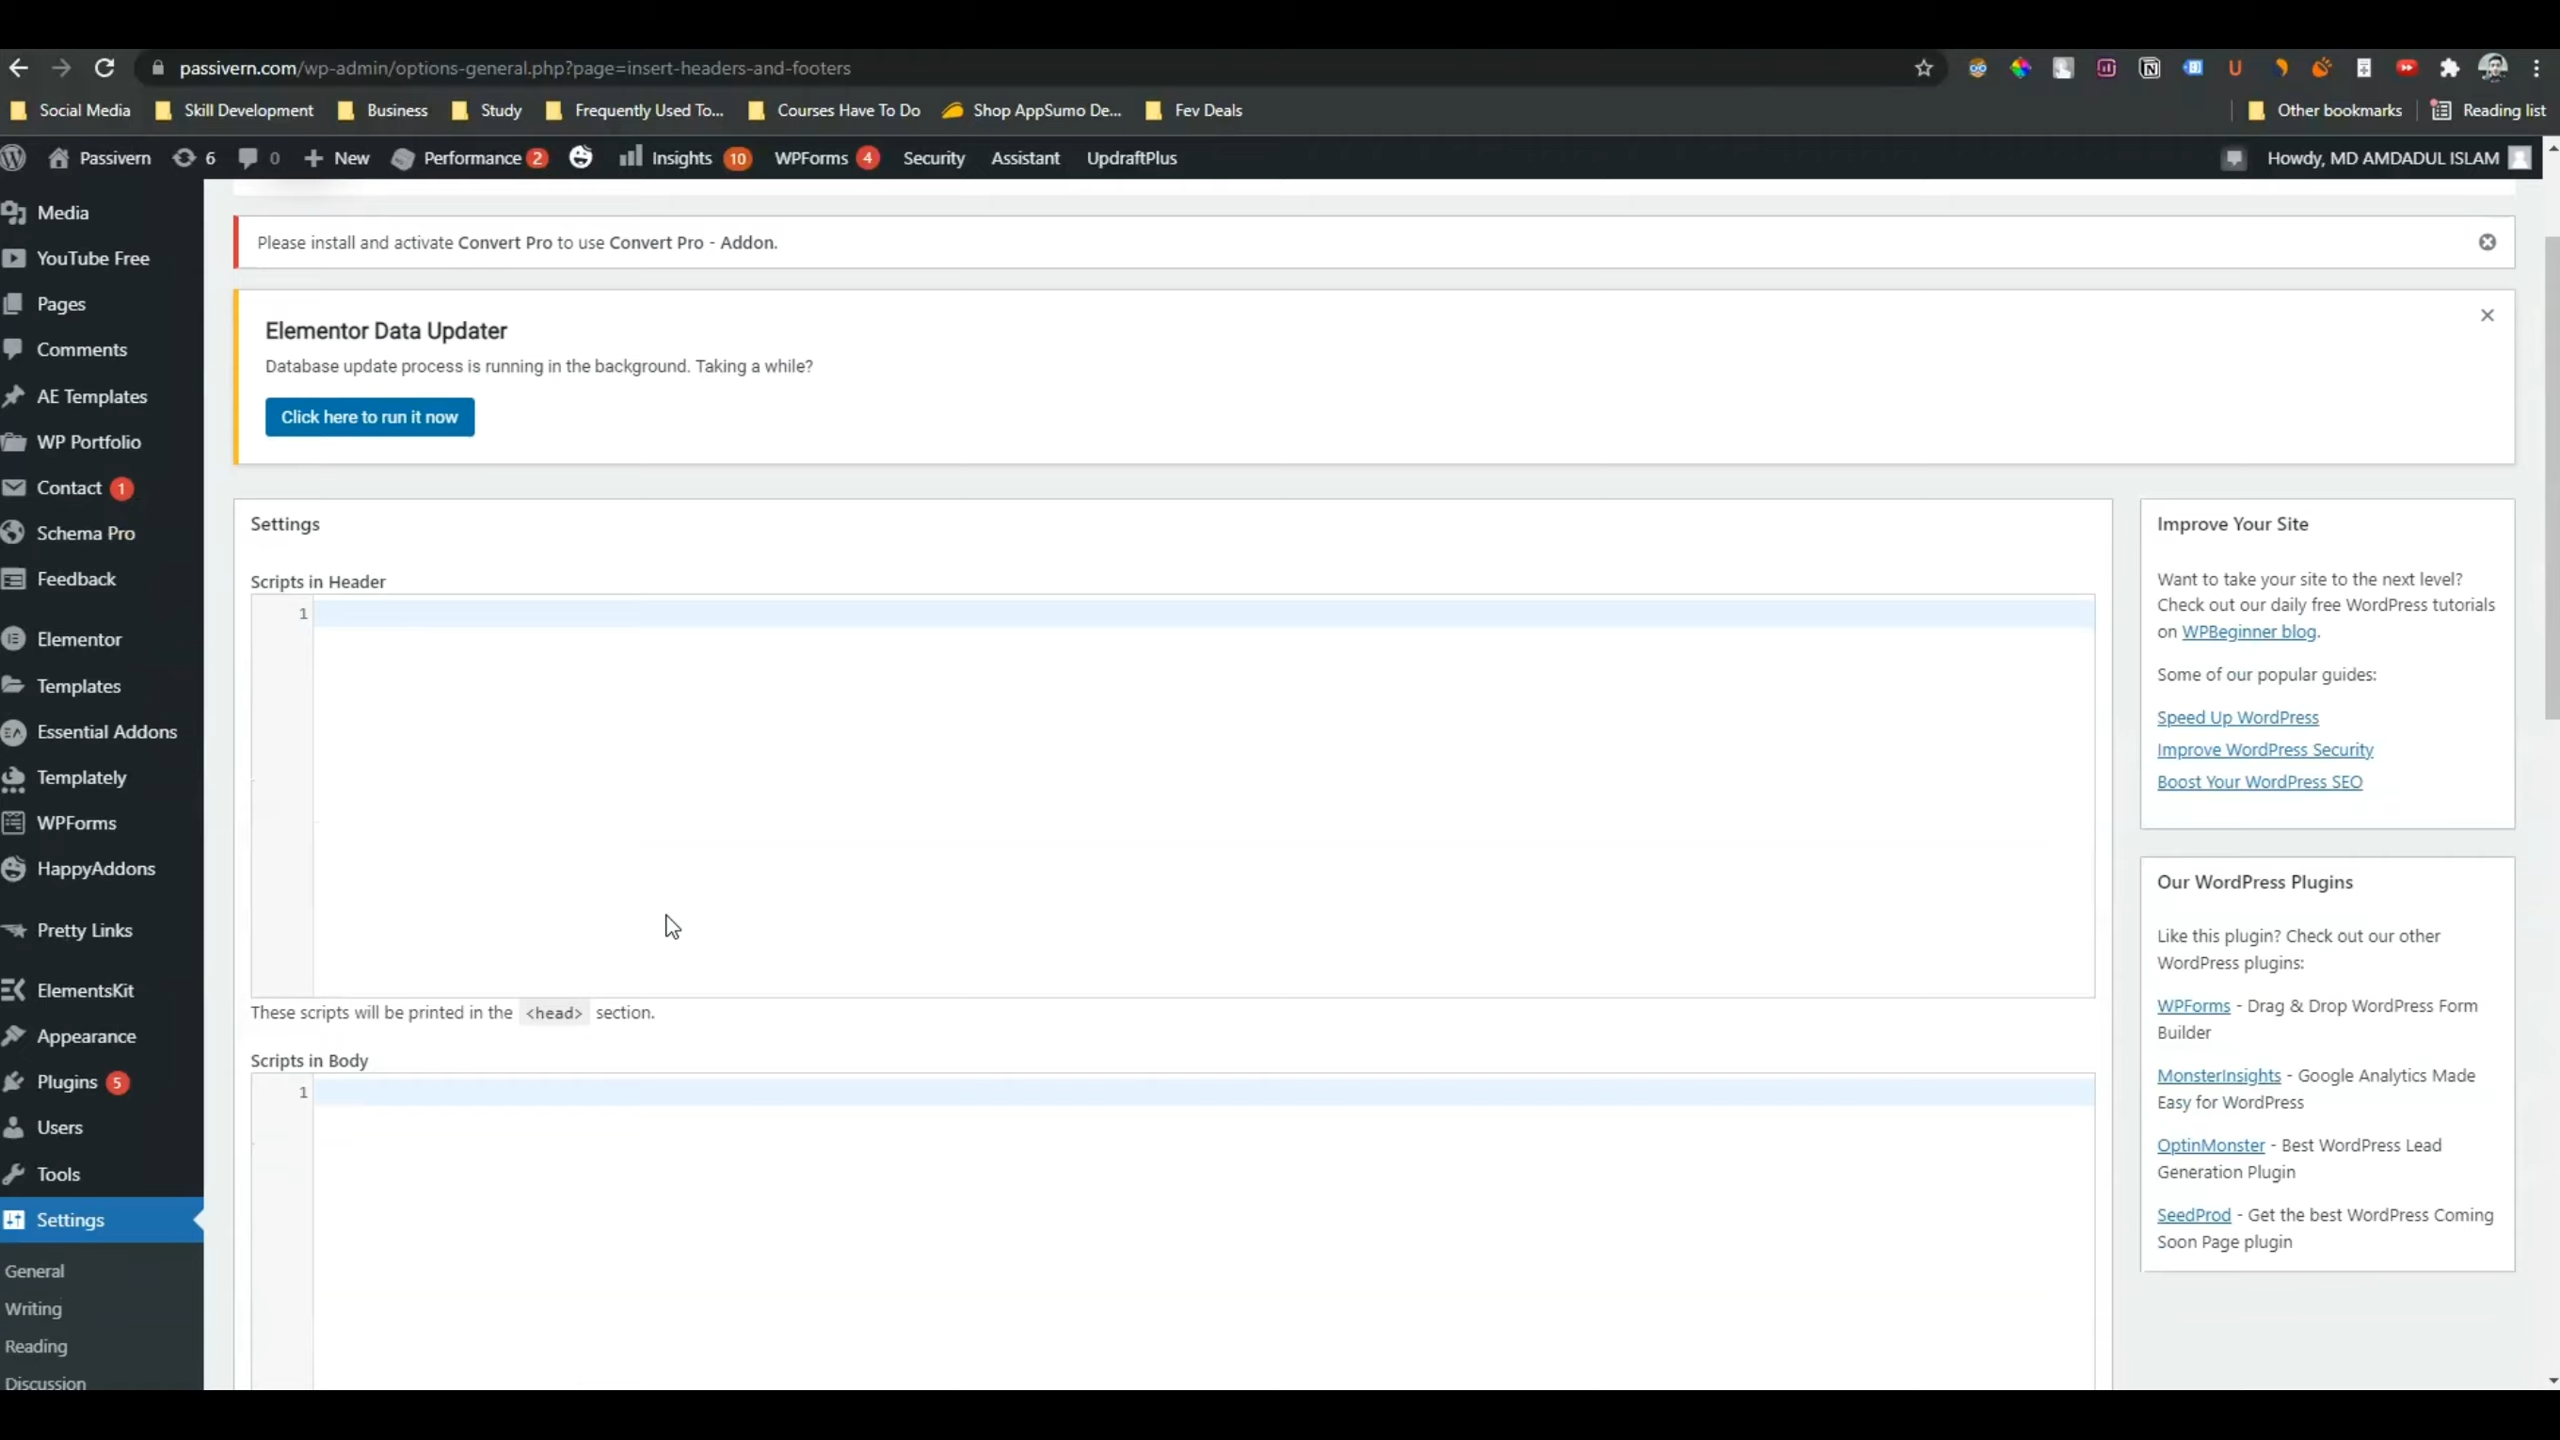 passivern.com/wp-admin/options-general.php?page=insert-headers-and-footers
Social Media
Skill Development
Business
Study
Frequently Used To...
Courses Have To Do
Shop AppSumo De...
Fev Deals
Other bookmarks
Reading list
Passivern
6
0
New
Performance 2
Insights 10
WPForms 4
Security
Assistant
UpdraftPlus
Howdy, MD AMDADUL ISLAM
Media
YouTube Free
Pages
Comments
AE Templates
WP Portfolio
Contact 1
Schema Pro
Feedback
Elementor
Templates
Essential Addons
Templately
WPForms
HappyAddons
Pretty Links
ElementsKit
Appearance
Plugins 5
Users
Tools
Settings
General
Writing
Reading
Discussion
Please install and activate Convert Pro to use Convert Pro - Addon.
Elementor Data Updater
Database update process is running in the background. Taking a while?
Click here to run it now
Settings
Scripts in Header
1
These scripts will be printed in the <head> section.
Scripts in Body
1
Improve Your Site
Want to take your site to the next level?
Check out our daily free WordPress tutorials
on WPBeginner blog.
Some of our popular guides:
Speed Up WordPress
Improve WordPress Security
Boost Your WordPress SEO
Our WordPress Plugins
Like this plugin? Check out our other
WordPress plugins:
WPForms - Drag & Drop WordPress Form
Builder
MonsterInsights - Google Analytics Made
Easy for WordPress
OptinMonster - Best WordPress Lead
Generation Plugin
SeedProd - Get the best WordPress Coming
Soon Page plugin